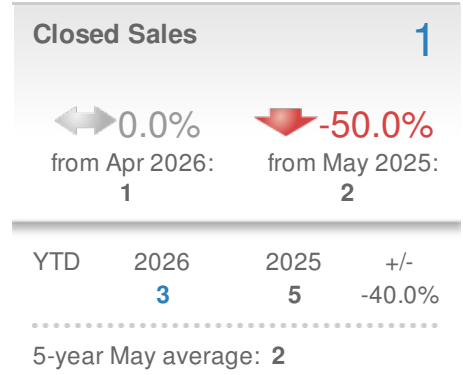 Closed Sales 1
0.0% -50.0%
from Apr 2026: from May 2025:
1 2
YTD 2026 2025 +/-
3 5 -40.0%
5-year May average: 2